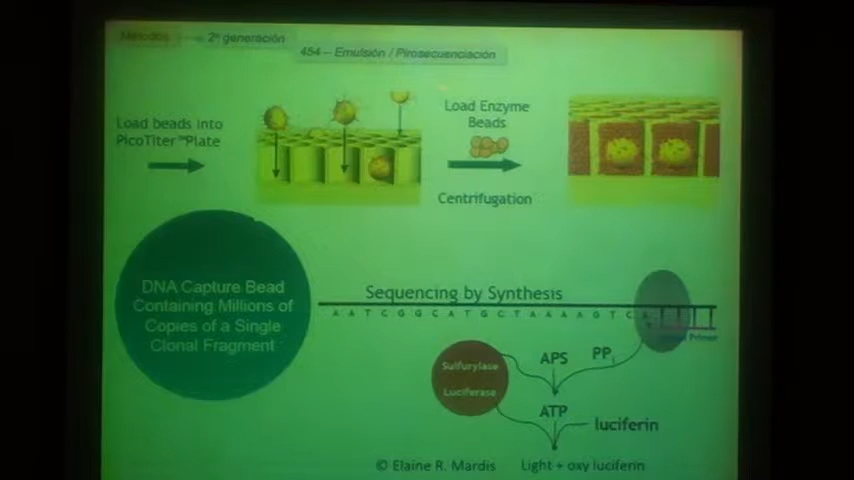 Métodos 2ª generación
454 – Emulsión / Pirosecuenciación
Load beads into
PicoTiter™Plate
Load Enzyme
Beads
Centrifugation
DNA Capture Bead
Containing Millions of
Copies of a Single
Clonal Fragment
Sequencing by Synthesis
A A T C G G C A T G C T A A A A G T C A
Primer
Sulfurylase
Luciferase
APS
PPi
ATP
luciferin
© Elaine R. Mardis
Light + oxy luciferin